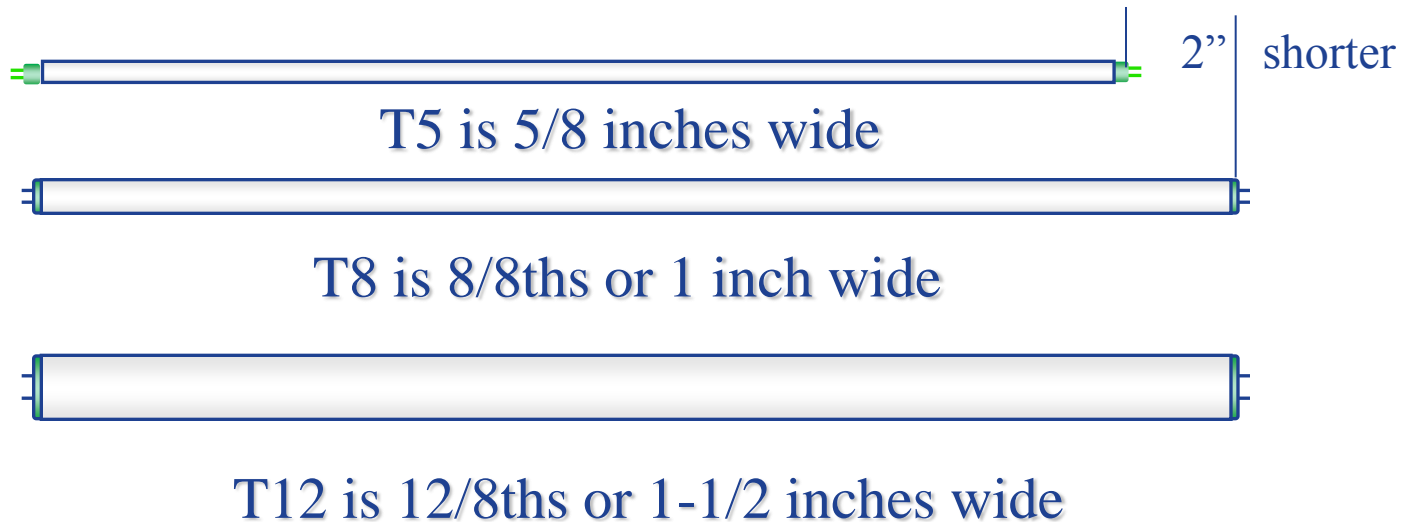 2” shorter
T5 is 5/8 inches wide
T8 is 8/8ths or 1 inch wide
T12 is 12/8ths or 1-1/2 inches wide